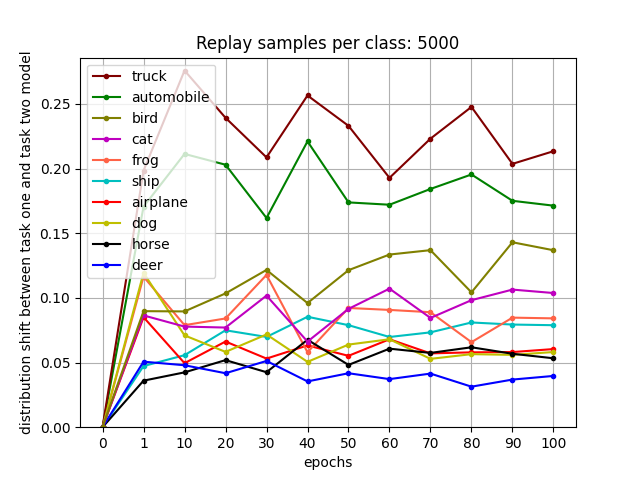 Replay samples per class: 5000
distribution shift between task one and task two model
0.25
0.20
0.15
0.10
0.05
0.00
truck
automobile
bird
cat
frog
ship
airplane
dog
horse
deer
0 1 10 20 30 40 50 60 70 80 90 100
epochs